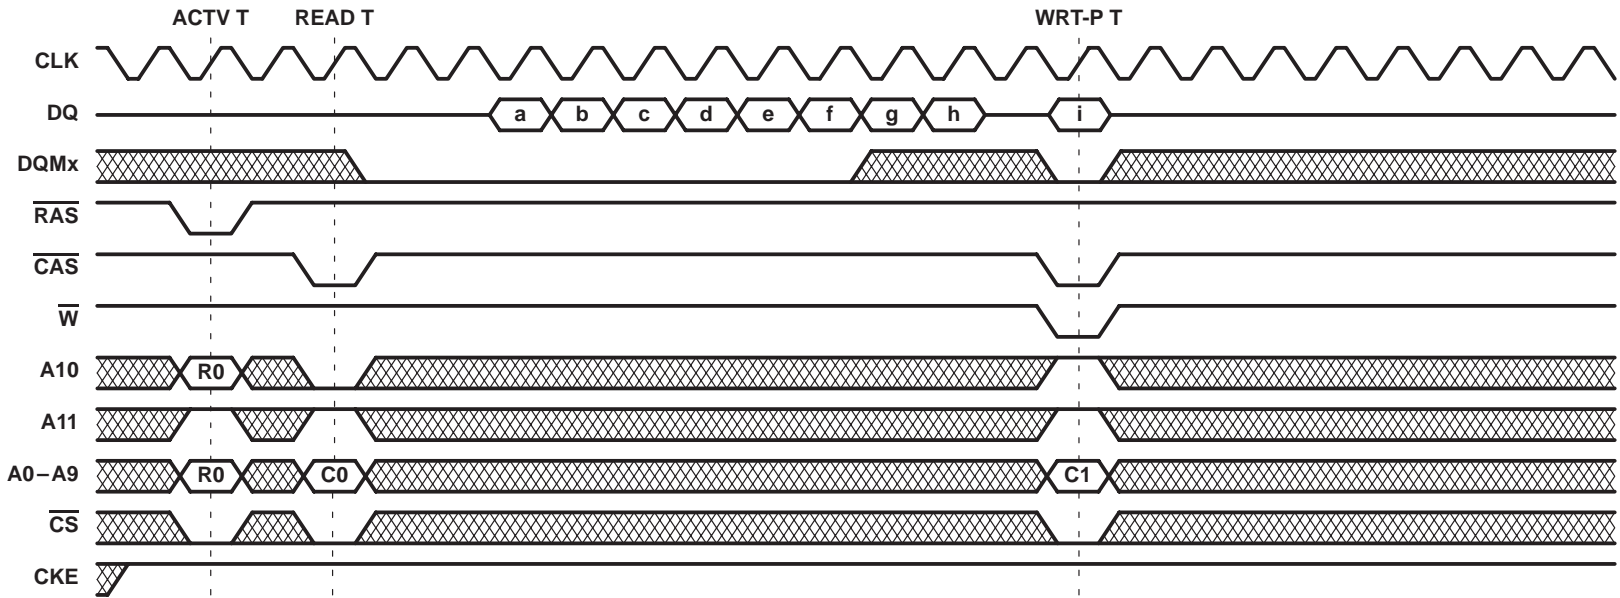 ACTV T READ T WRT-P T
CLK
DQ a b c d e f g h i
DQMx
RAS
CAS
W
A10 R0
A11
A0–A9 R0 C0 C1
CS
CKE